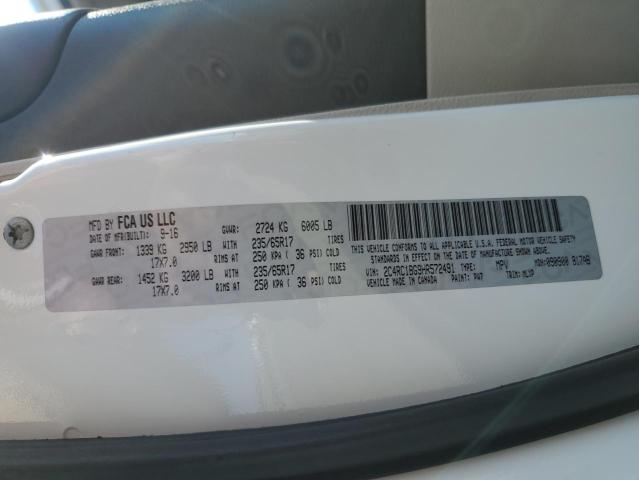 MFD BY FCA US LLC
DATE OF MFR(BUILT): 9-16 GVWR: 2724 KG 6005 LB
GAWR FRONT: 1339 KG 2950 LB WITH 235/65R17 TIRES
17X7.0 RIMS AT 250 KPA ( 36 PSI) COLD
GAWR REAR: 1452 KG 3200 LB WITH 235/65R17 TIRES
17X7.0 RIMS AT 250 KPA ( 36 PSI) COLD
THIS VEHICLE CONFORMS TO ALL APPLICABLE U.S.A. FEDERAL MOTOR VEHICLE SAFETY
STANDARDS IN EFFECT ON THE DATE OF MANUFACTURE SHOWN ABOVE.
VIN: 2C4RC1BG9HR572491 TYPE: MPV MDH: 090900 817AB
VEHICLE MADE IN CANADA PAINT: PW7 TRIM: